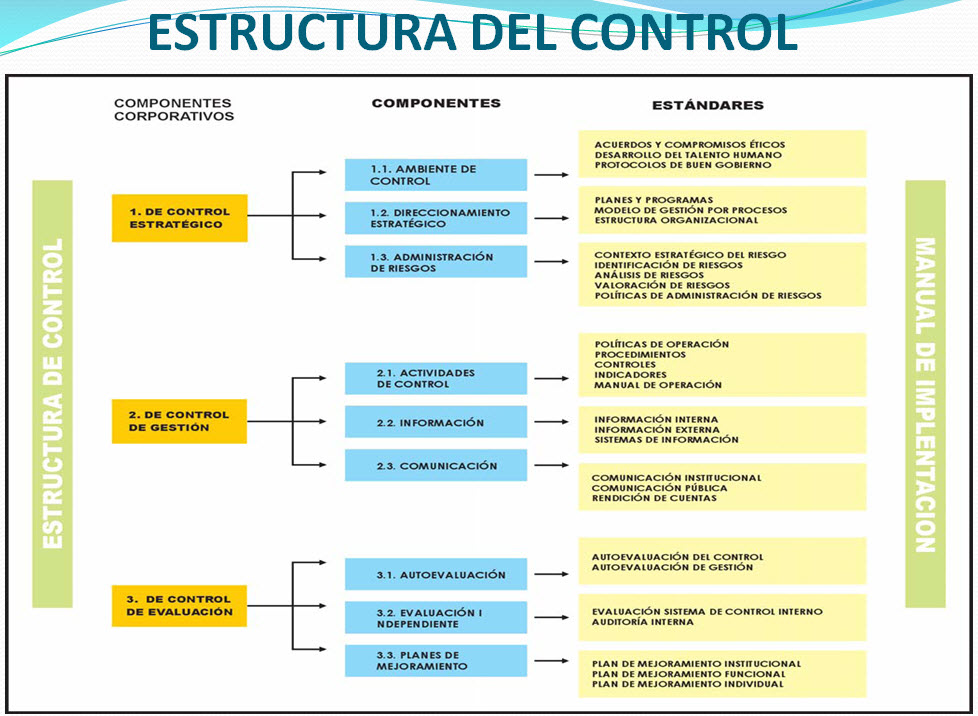 ESTRUCTURA DEL CONTROL
COMPONENTES
CORPORATIVOS
COMPONENTES
ESTÁNDARES
ESTRUCTURA DE CONTROL
1. DE CONTROL
ESTRATÉGICO
1.1. AMBIENTE DE
CONTROL
ACUERDOS Y COMPROMISOS ÉTICOS
DESARROLLO DEL TALENTO HUMANO
PROTOCOLOS DE BUEN GOBIERNO
1.2. DIRECCIONAMIENTO
ESTRATÉGICO
PLANES Y PROGRAMAS
MODELO DE GESTIÓN POR PROCESOS
ESTRUCTURA ORGANIZACIONAL
1.3. ADMINISTRACIÓN
DE RIESGOS
CONTEXTO ESTRATÉGICO DEL RIESGO
IDENTIFICACIÓN DE RIESGOS
ANÁLISIS DE RIESGOS
VALORACIÓN DE RIESGOS
POLÍTICAS DE ADMINISTRACIÓN DE RIESGOS
2. DE CONTROL
DE GESTIÓN
2.1. ACTIVIDADES
DE CONTROL
POLÍTICAS DE OPERACIÓN
PROCEDIMIENTOS
CONTROLES
INDICADORES
MANUAL DE OPERACIÓN
2.2. INFORMACIÓN
INFORMACIÓN INTERNA
INFORMACIÓN EXTERNA
SISTEMAS DE INFORMACIÓN
2.3. COMUNICACIÓN
COMUNICACIÓN INSTITUCIONAL
COMUNICACIÓN PÚBLICA
RENDICIÓN DE CUENTAS
3. DE CONTROL
DE EVALUACIÓN
3.1. AUTOEVALUACIÓN
AUTOEVALUACIÓN DEL CONTROL
AUTOEVALUACIÓN DE GESTIÓN
3.2. EVALUACIÓN I
NDEPENDIENTE
EVALUACIÓN SISTEMA DE CONTROL INTERNO
AUDITORÍA INTERNA
3.3. PLANES DE
MEJORAMIENTO
PLAN DE MEJORAMIENTO INSTITUCIONAL
PLAN DE MEJORAMIENTO FUNCIONAL
PLAN DE MEJORAMIENTO INDIVIDUAL
MANUAL DE IMPLENTACION